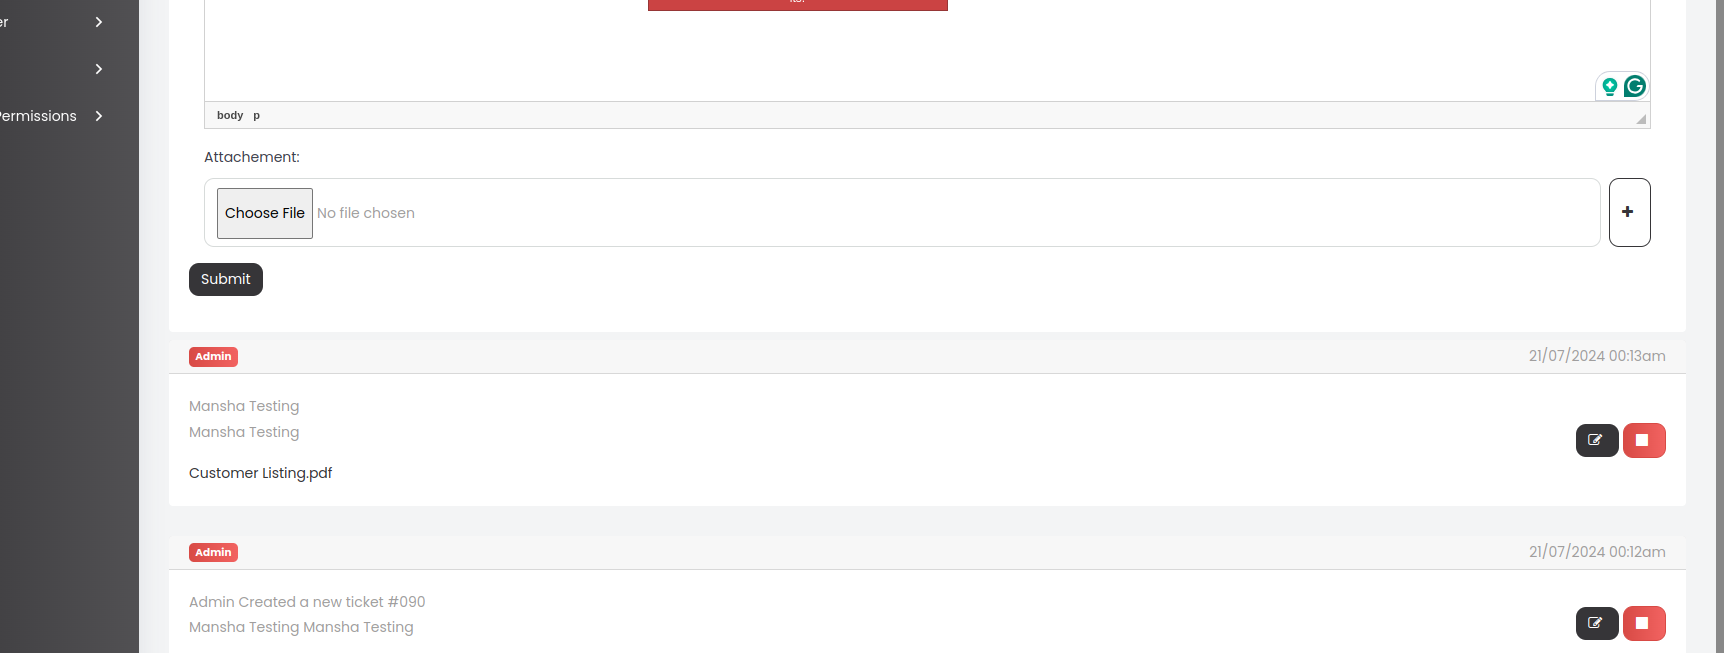 er
Permissions
body p
Attachement:
Choose File No file chosen
+
Submit
Admin 21/07/2024 00:13am
Mansha Testing
Mansha Testing
Customer Listing.pdf
Admin 21/07/2024 00:12am
Admin Created a new ticket #090
Mansha Testing Mansha Testing